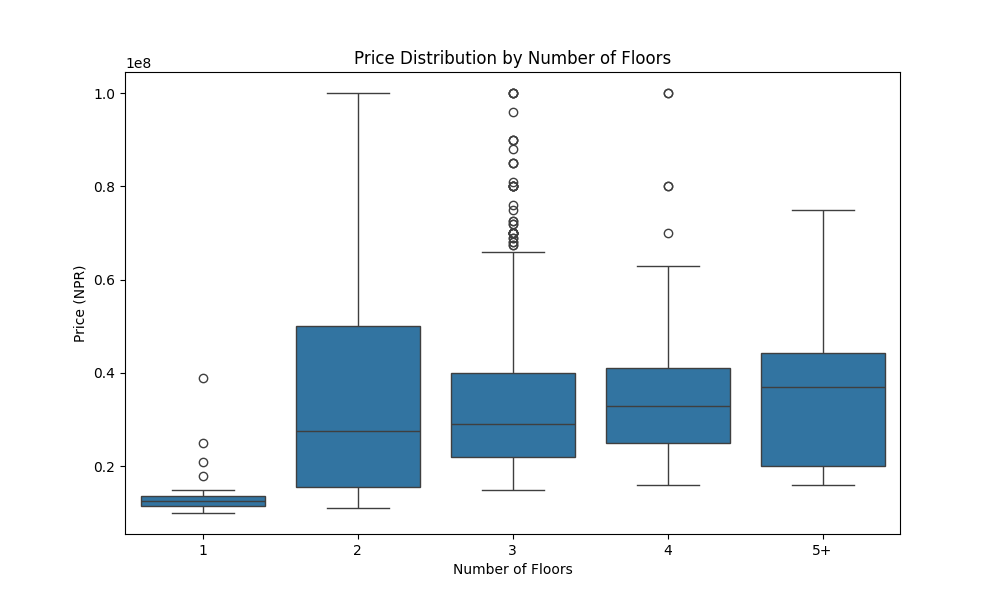 Price Distribution by Number of Floors
1e8
1.0
0.8
0.6
0.4
0.2
Price (NPR)
1 2 3 4 5+
Number of Floors